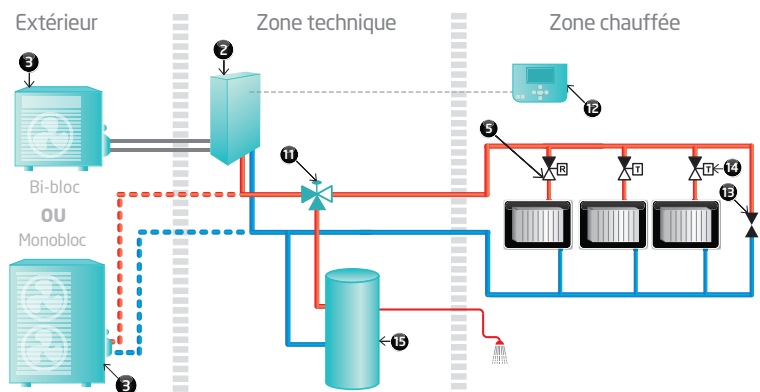 Extérieur
Zone technique
Zone chauffée
3
2
12
11
5
R
T
T
14
13
Bi-bloc
OU
Monobloc
15
3